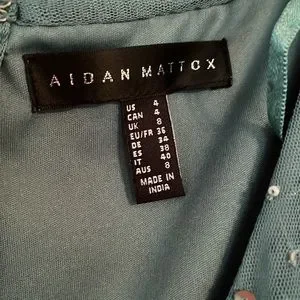 AIDAN MATTOX
US 4
CAN 4
UK 8
EU/FR 36
DE 34
ES 38
IT 40
AUS 8
MADE IN
INDIA